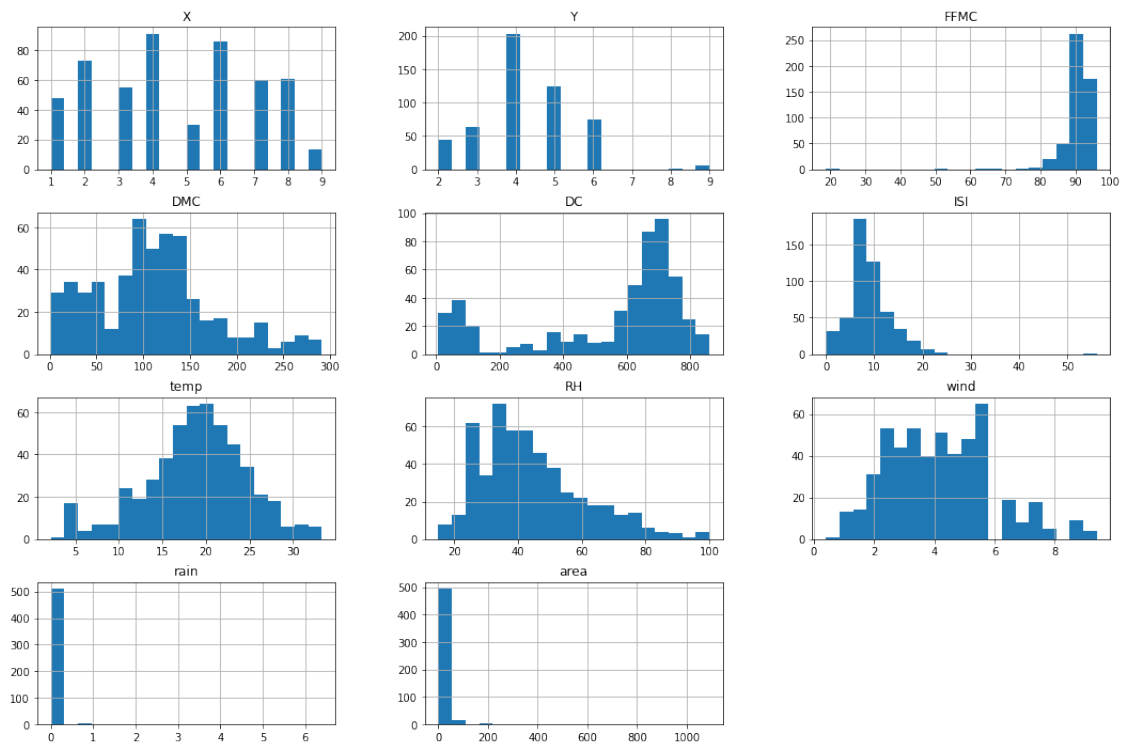 X Y FFMC
80 200 250
60 150 200
40 100 150
20 50 100
0 0 50
0
1 2 3 4 5 6 7 8 9
2 3 4 5 6 7 8 9
20 30 40 50 60 70 80 90 100
DMC DC ISI
60 100 150
40 80 100
20 60 50
0 40 0
20
0
0 50 100 150 200 250 300
0 200 400 600 800
0 10 20 30 40 50
temp RH wind
60 60 60
40 40 40
20 20 20
0 0 0
5 10 15 20 25 30
20 40 60 80 100
0 2 4 6 8
rain area
500 500
400 400
300 300
200 200
100 100
0 0
0 1 2 3 4 5 6
0 200 400 600 800 1000